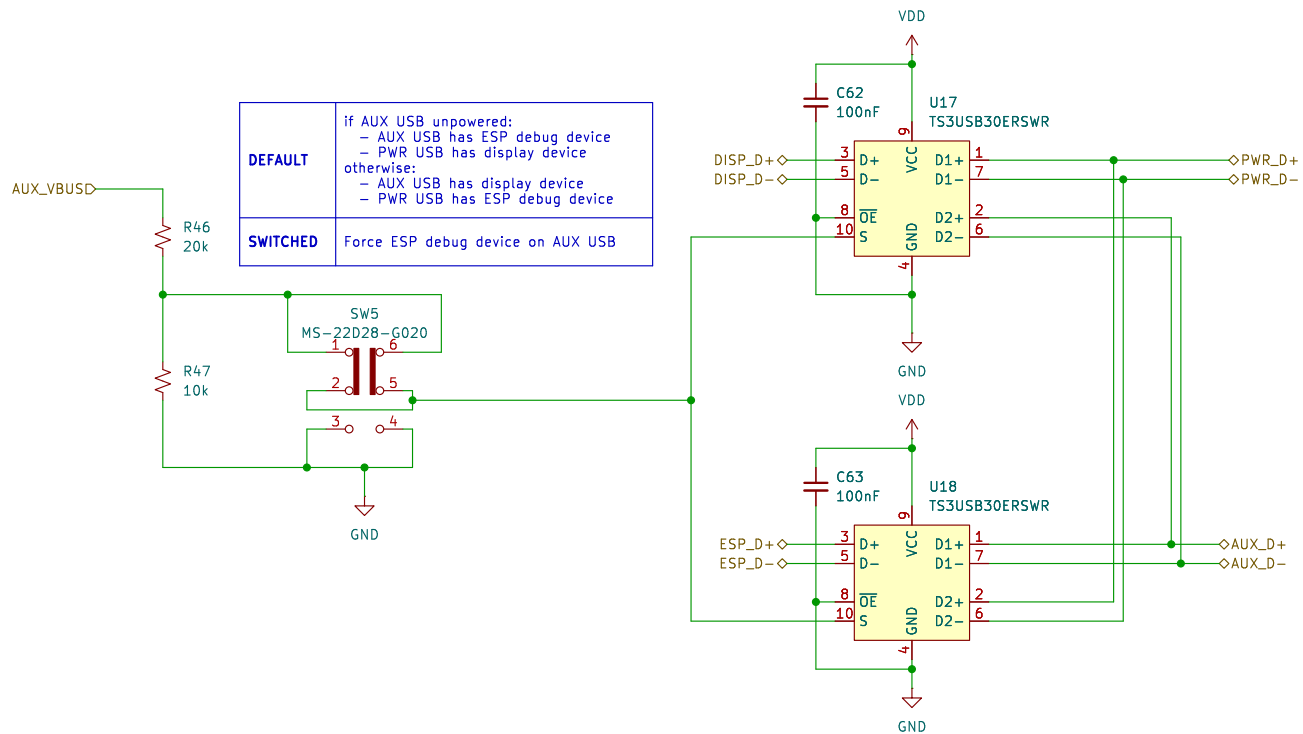 VDD
C62
100nF
U17
TS3USB30ERSWR
9
VCC
DISP_D+
3
D+
D1+
1
PWR_D+
DISP_D-
5
D-
D1-
7
PWR_D-
8
OE
D2+
2
10
S
D2-
6
GND
4
GND
DEFAULT
if AUX USB unpowered:
- AUX USB has ESP debug device
- PWR USB has display device
otherwise:
- AUX USB has display device
- PWR USB has ESP debug device
SWITCHED
Force ESP debug device on AUX USB
AUX_VBUS
R46
20k
SW5
MS-22D28-G020
1
6
R47
10k
2
5
3
4
GND
VDD
C63
100nF
U18
TS3USB30ERSWR
9
VCC
ESP_D+
3
D+
D1+
1
AUX_D+
ESP_D-
5
D-
D1-
7
AUX_D-
8
OE
D2+
2
10
S
D2-
6
GND
4
GND